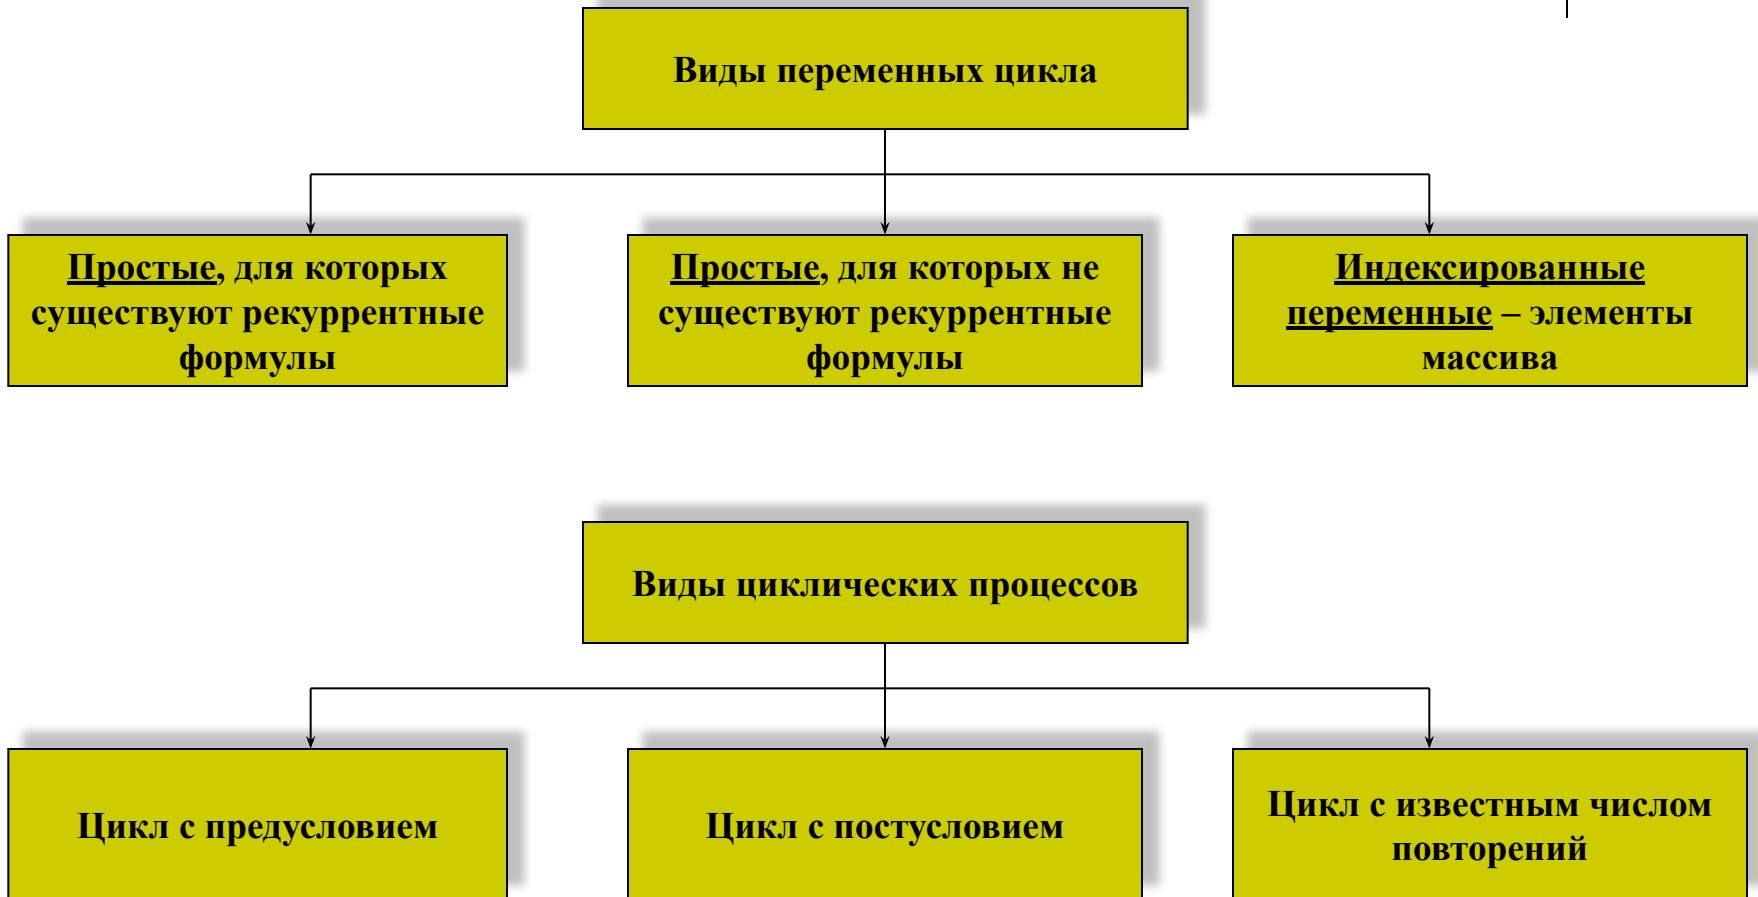 Виды переменных цикла
Простые, для которых
существуют рекуррентные
формулы
Простые, для которых не
существуют рекуррентные
формулы
Индексированные
переменные – элементы
массива
Виды циклических процессов
Цикл с предусловием
Цикл с постусловием
Цикл с известным числом
повторений